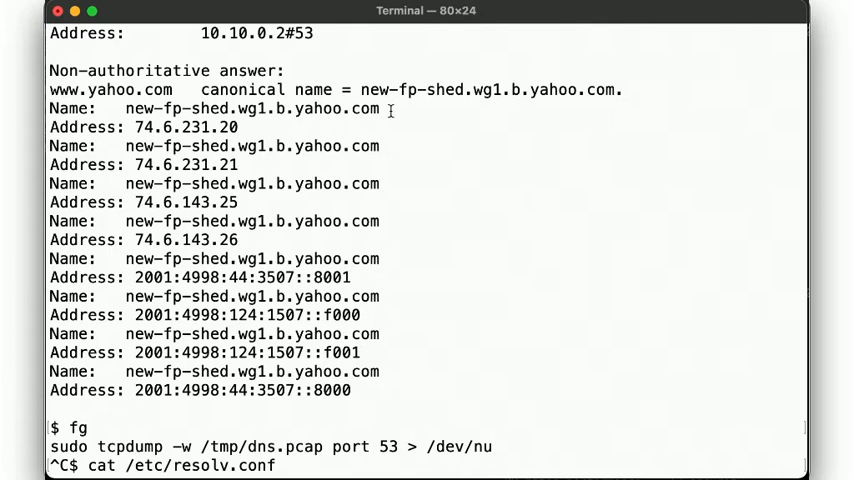 Terminal — 80×24
Address:        10.10.0.2#53
Non-authoritative answer:
www.yahoo.com   canonical name = new-fp-shed.wg1.b.yahoo.com.
Name:   new-fp-shed.wg1.b.yahoo.com
Address: 74.6.231.20
Name:   new-fp-shed.wg1.b.yahoo.com
Address: 74.6.231.21
Name:   new-fp-shed.wg1.b.yahoo.com
Address: 74.6.143.25
Name:   new-fp-shed.wg1.b.yahoo.com
Address: 74.6.143.26
Name:   new-fp-shed.wg1.b.yahoo.com
Address: 2001:4998:44:3507::8001
Name:   new-fp-shed.wg1.b.yahoo.com
Address: 2001:4998:124:1507::f000
Name:   new-fp-shed.wg1.b.yahoo.com
Address: 2001:4998:124:1507::f001
Name:   new-fp-shed.wg1.b.yahoo.com
Address: 2001:4998:44:3507::8000
$ fg
sudo tcpdump -w /tmp/dns.pcap port 53 > /dev/nu
^C$ cat /etc/resolv.conf